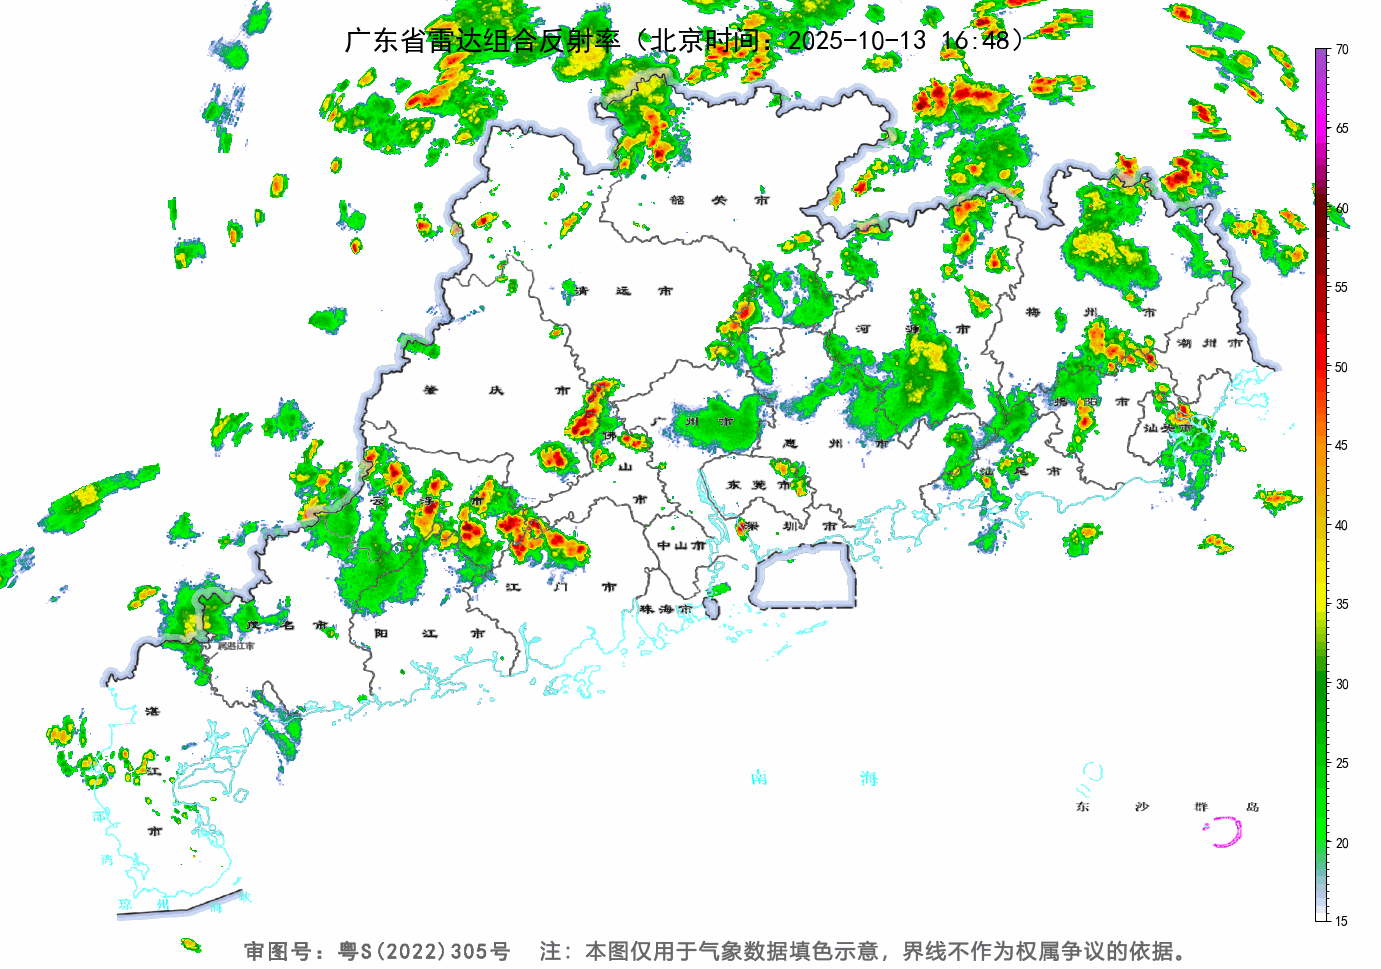 广东省雷达组合反射率（北京时间：2025-10-13 16:48）
70
65
60
55
50
45
40
35
30
25
20
15
韶关市
清远市
河源市
梅州市
潮州市
肇庆市
广州市
佛山市
惠州市
揭阳市
汕头市
汕尾市
东莞市
云浮市
深圳市
中山市
江门市
珠海市
茂名市
阳江市
属湛江市
湛江市
南海
东沙群岛
琼州海峡
审图号：粤S(2022)305号 注：本图仅用于气象数据填色示意，界线不作为权属争议的依据。